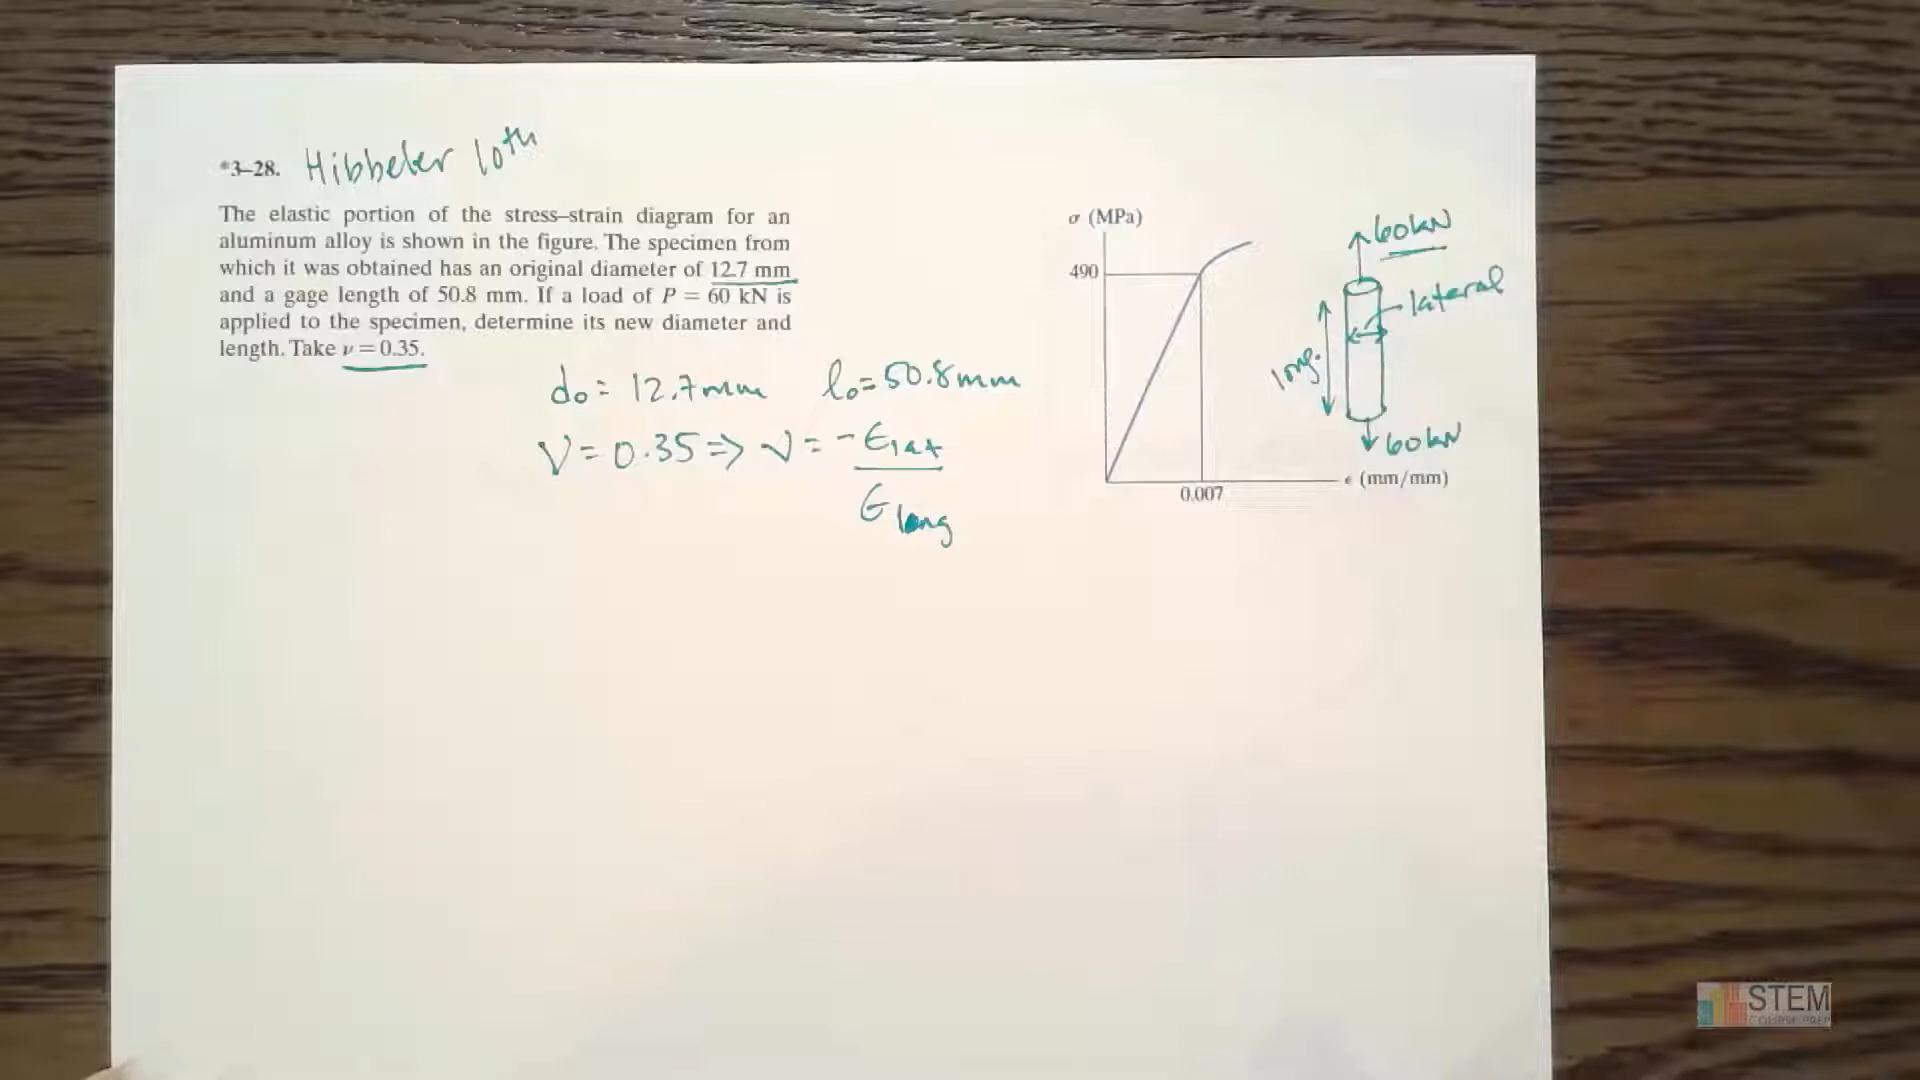 *3–28. Hibbeler 10th
The elastic portion of the stress–strain diagram for an
aluminum alloy is shown in the figure. The specimen from
which it was obtained has an original diameter of 12.7 mm
and a gage length of 50.8 mm. If a load of P = 60 kN is
applied to the specimen, determine its new diameter and
length. Take ν = 0.35.
d₀ = 12.7mm l₀ = 50.8mm
ν = 0.35 ⇒ ν = -ϵlat
ϵlong
σ (MPa)
490
0.007
ϵ (mm/mm)
60kN
lateral
long.
60kN
STEM
COURSE PREP